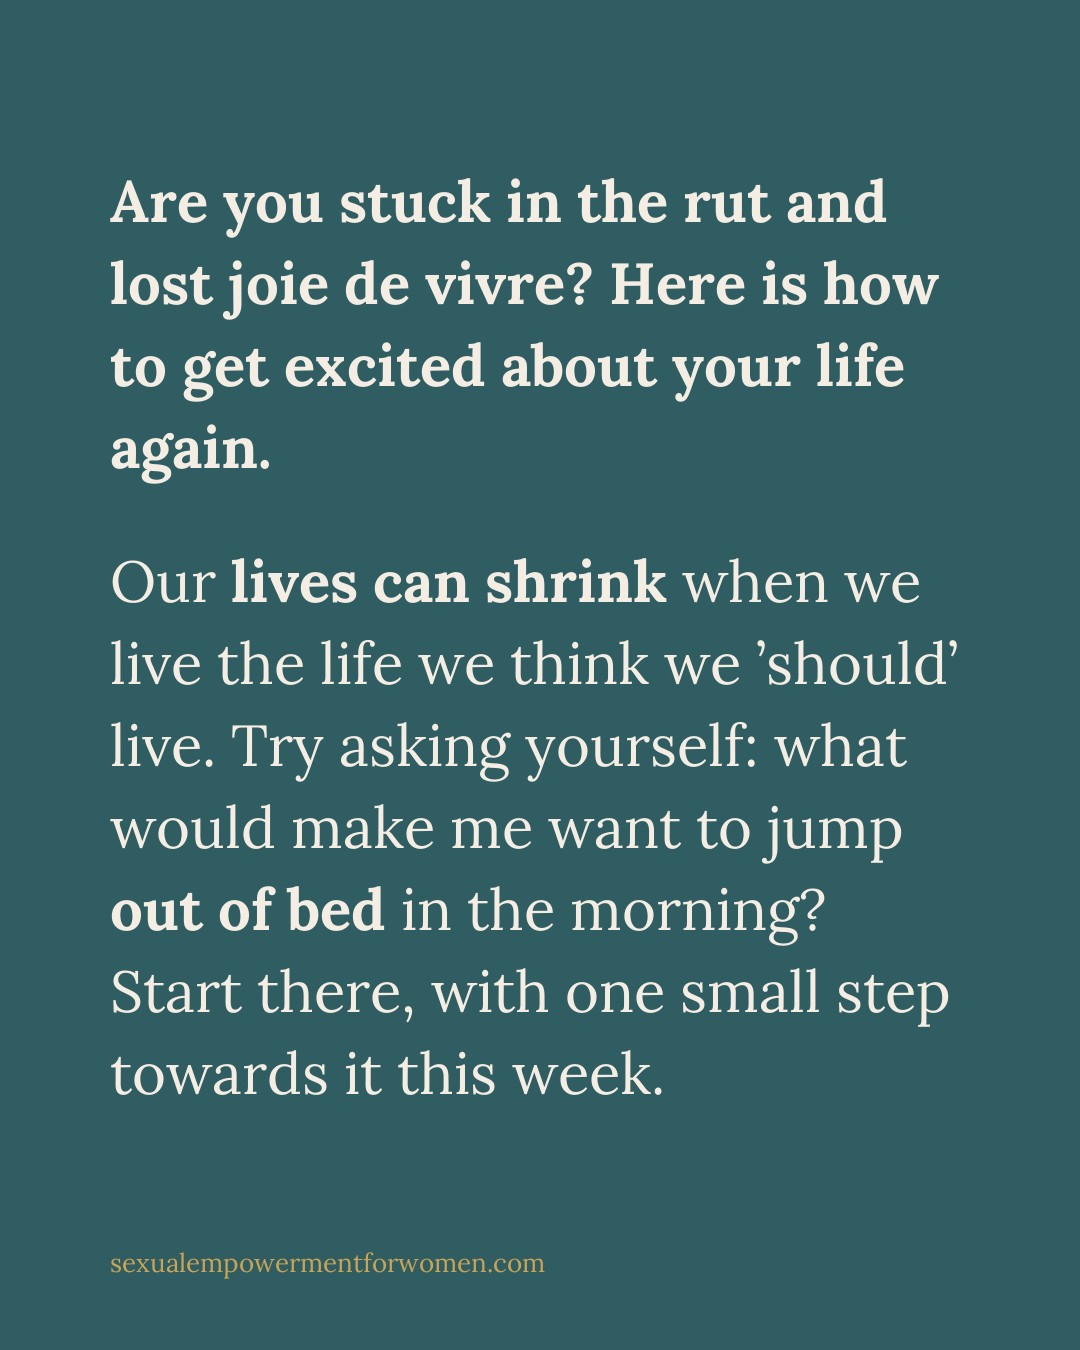 Are you stuck in the rut and
lost joie de vivre? Here is how
to get excited about your life
again.
Our lives can shrink when we
live the life we think we ’should’
live. Try asking yourself: what
would make me want to jump
out of bed in the morning?
Start there, with one small step
towards it this week.
sexualempowermentforwomen.com